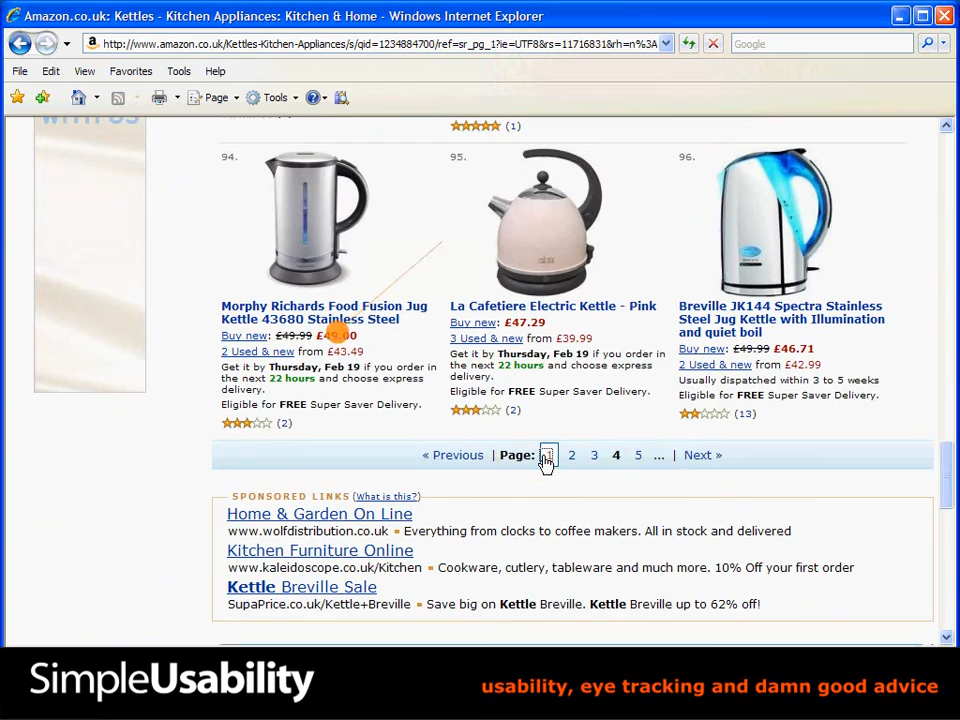 Amazon.co.uk: Kettles - Kitchen Appliances: Kitchen & Home - Windows Internet Explorer
http://www.amazon.co.uk/Kettles-Kitchen-Appliances/s/qid=1234884700/ref=sr_pg_1?ie=UTF8&rs=11716831&rh=n%3A
Google
File Edit View Favorites Tools Help
Page Tools
(1)
94. 95. 96.
Morphy Richards Food Fusion Jug
Kettle 43680 Stainless Steel
Buy new: £49.99 £49.00
2 Used & new from £43.49
Get it by Thursday, Feb 19 if you order in
the next 22 hours and choose express
delivery.
Eligible for FREE Super Saver Delivery.
(2)
La Cafetiere Electric Kettle - Pink
Buy new: £47.29
3 Used & new from £39.99
Get it by Thursday, Feb 19 if you order in
the next 22 hours and choose express
delivery.
Eligible for FREE Super Saver Delivery.
(2)
Breville JK144 Spectra Stainless
Steel Jug Kettle with Illumination
and quiet boil
Buy new: £49.99 £46.71
2 Used & new from £42.99
Usually dispatched within 3 to 5 weeks
Eligible for FREE Super Saver Delivery.
(13)
« Previous | Page: 1 2 3 4 5 ... | Next »
SPONSORED LINKS (What is this?)
Home & Garden On Line
www.wolfdistribution.co.uk ▪ Everything from clocks to coffee makers. All in stock and delivered
Kitchen Furniture Online
www.kaleidoscope.co.uk/Kitchen ▪ Cookware, cutlery, tableware and much more. 10% Off your first order
Kettle Breville Sale
SupaPrice.co.uk/Kettle+Breville ▪ Save big on Kettle Breville. Kettle Breville up to 62% off!
SimpleUsability
usability, eye tracking and damn good advice